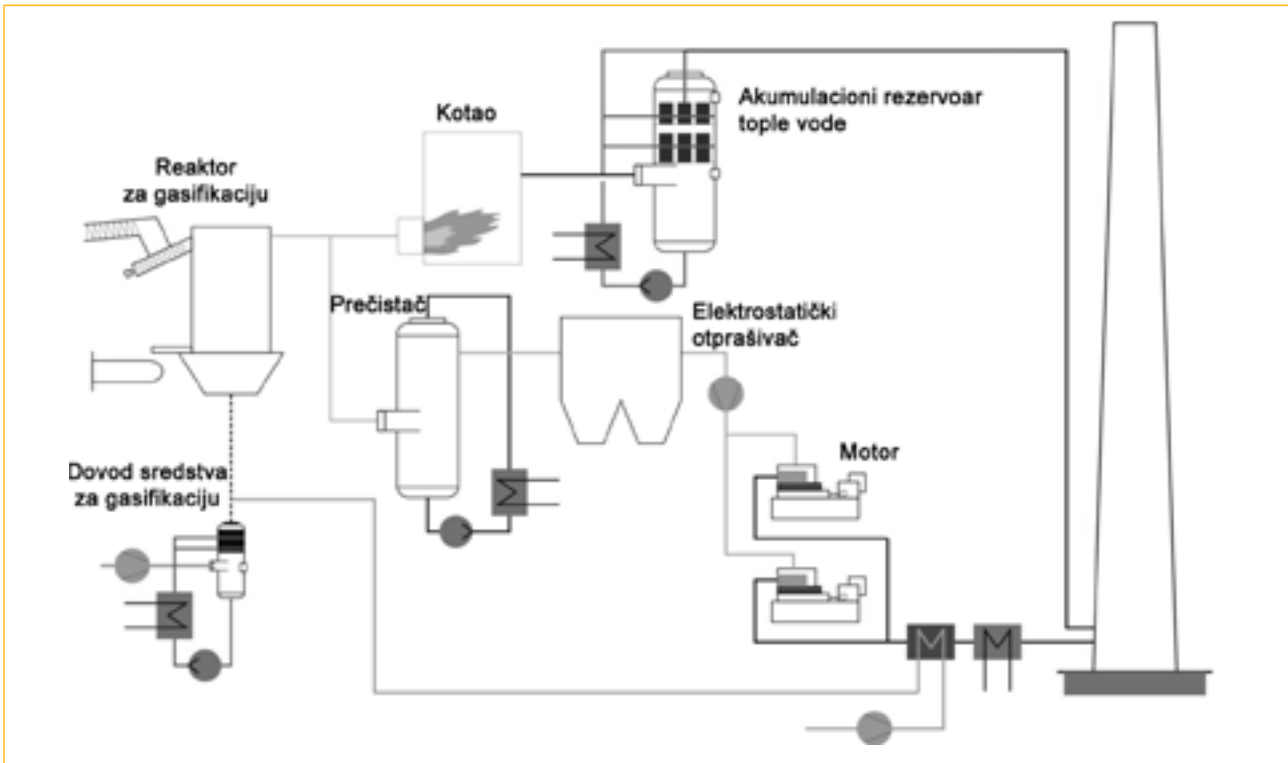 Kotao
Akumulacioni rezervoar
tople vode
Reaktor
za gasifikaciju
Prečistač
Elektrostatički
otprašivač
Motor
Dovod sredstva
za gasifikaciju